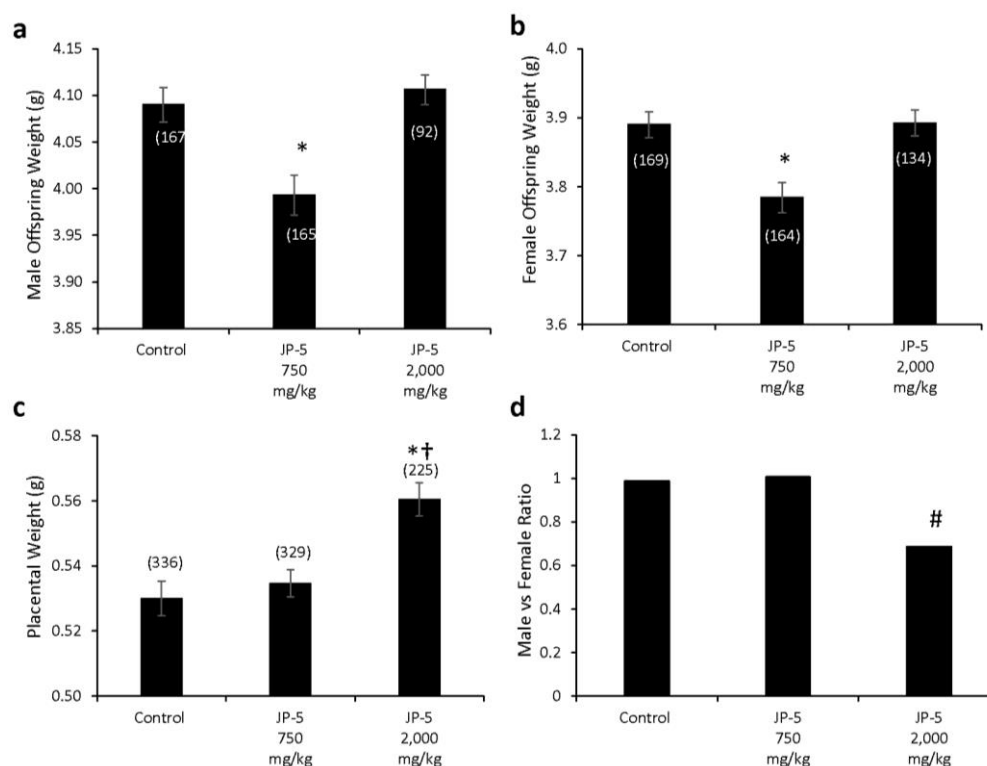 a
Male Offspring Weight (g)
4.15
4.10
4.05
4.00
3.95
3.90
3.85
(167
*
(165
(92)
Control
JP-5
750
mg/kg
JP-5
2,000
mg/kg
b
Female Offspring Weight (g)
4.0
3.9
3.8
3.7
3.6
(169)
*
(164)
(134)
Control
JP-5
750
mg/kg
JP-5
2,000
mg/kg
c
Placental Weight (g)
0.58
0.56
0.54
0.52
0.50
(336)
(329)
*†
(225)
Control
JP-5
750
mg/kg
JP-5
2,000
mg/kg
d
Male vs Female Ratio
1.2
1
0.8
0.6
0.4
0.2
0
#
Control
JP-5
750
mg/kg
JP-5
2,000
mg/kg